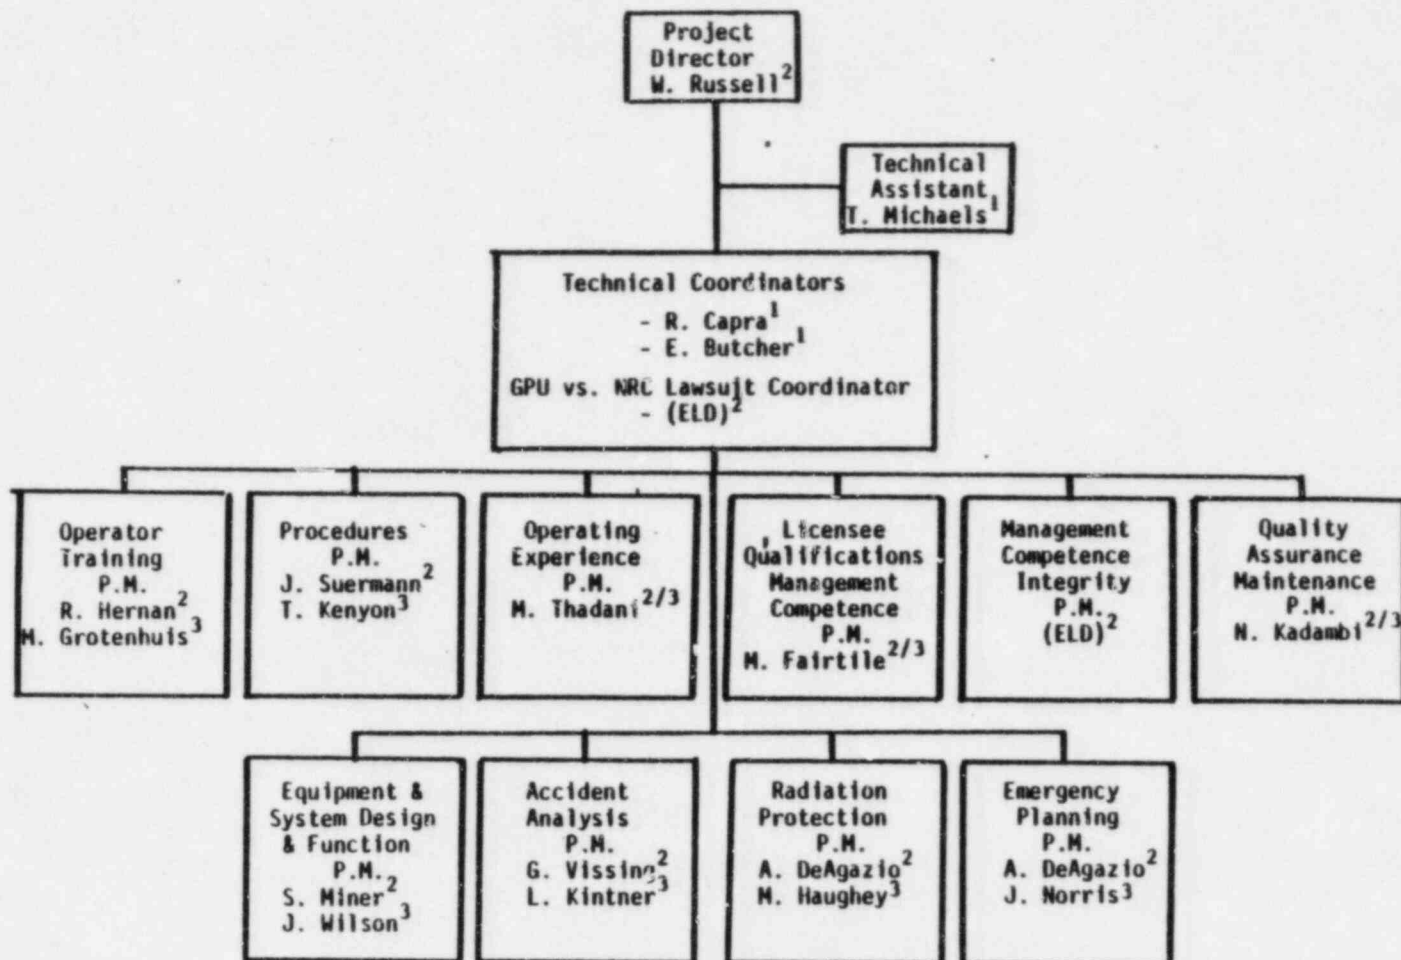 Project
Director
W. Russell²
Technical
Assistant
T. Michaels¹
Technical Coordinators
- R. Capra¹
- E. Butcher¹
GPU vs. NRC Lawsuit Coordinator
- (ELD)²
Operator
Training
P.M.
R. Hernan²
M. Grotenhuis³
Procedures
P.M.
J. Suermann²
T. Kenyon³
Operating
Experience
P.M.
M. Thadani²/³
Licensee
Qualifications
Management
Competence
P.M.
M. Fairtile²/³
Management
Competence
Integrity
P.M.
(ELD)²
Quality
Assurance
Maintenance
P.M.
N. Kadambi²/³
Equipment &
System Design
& Function
P.M.
S. Miner²
J. Wilson³
Accident
Analysis
P.M.
G. Vissing²
L. Kintner³
Radiation
Protection
P.M.
A. DeAgazio²
M. Haughey³
Emergency
Planning
P.M.
A. DeAgazio²
J. Norris³